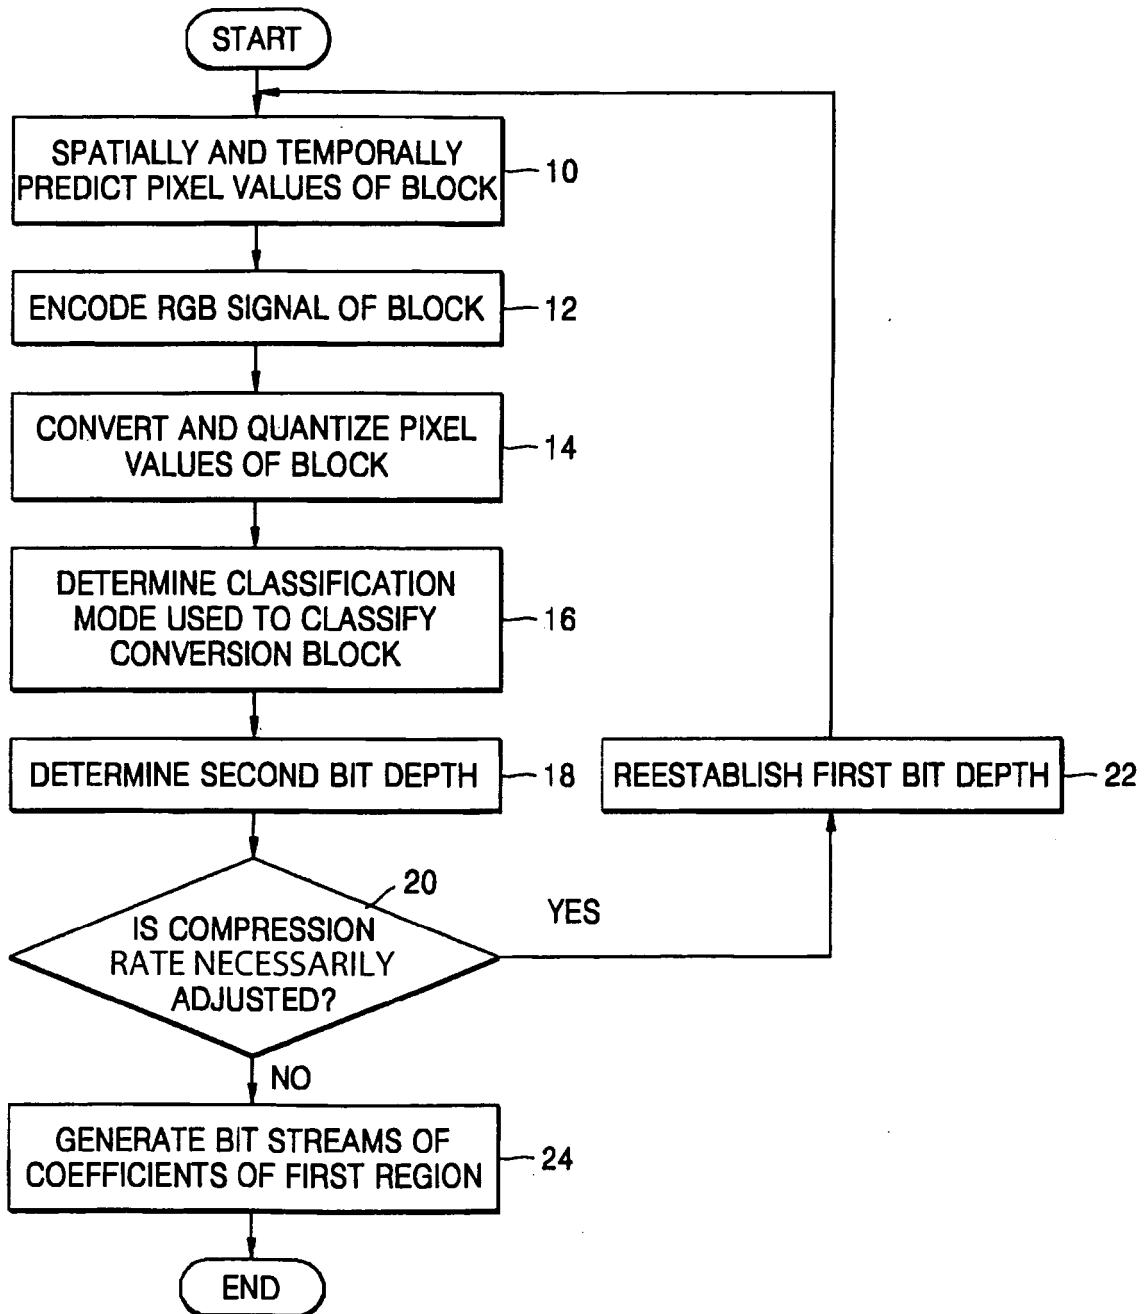 START
SPATIALLY AND TEMPORALLY
PREDICT PIXEL VALUES OF BLOCK
10
ENCODE RGB SIGNAL OF BLOCK
12
CONVERT AND QUANTIZE PIXEL
VALUES OF BLOCK
14
DETERMINE CLASSIFICATION
MODE USED TO CLASSIFY
CONVERSION BLOCK
16
DETERMINE SECOND BIT DEPTH
18
REESTABLISH FIRST BIT DEPTH
22
20
IS COMPRESSION
RATE NECESSARILY
ADJUSTED?
YES
NO
GENERATE BIT STREAMS OF
COEFFICIENTS OF FIRST REGION
24
END